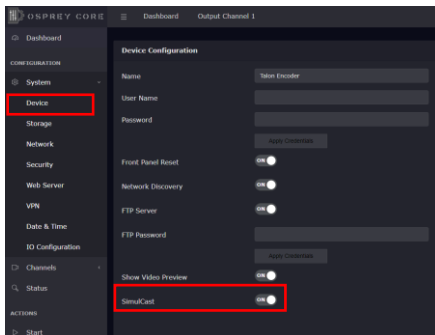 OSPREY CORE
Dashboard Output Channel 1
Dashboard
Device Configuration
CONFIGURATION
Name Talon Encoder
System
User Name
Device
Password
Storage
Apply Credentials
Network
Front Panel Reset ON
Security
Web Server
Network Discovery ON
VPN
FTP Server ON
Date & Time
FTP Password
IO Configuration
Apply Credentials
Channels
Show Video Preview ON
Status
SimulCast ON
ACTIONS
Start